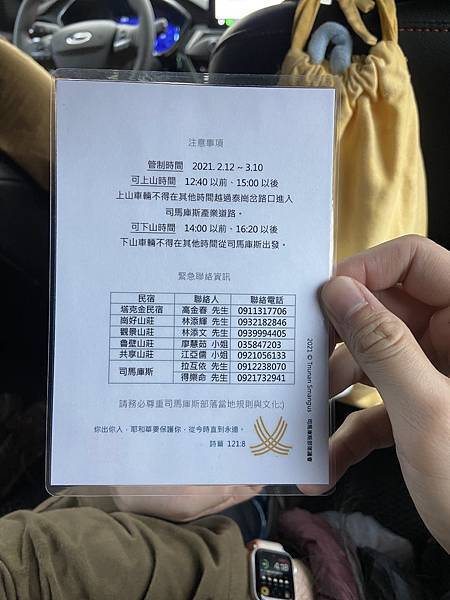 注意事項
管制時間 2021. 2.12 ~ 3.10
可上山時間 12:40 以前、15:00 以後
上山車輛不得在其他時間越過泰崗岔路口進入
司馬庫斯產業道路。
可下山時間 14:00 以前、16:20 以後
下山車輛不得在其他時間從司馬庫斯出發。
緊急聯絡資訊
民宿 聯絡人 聯絡電話
塔克金民宿 高金春 先生 0911317706
崗好山莊 林添輝 先生 0932182846
觀景山莊 林添文 先生 0939994405
魯壁山莊 廖慧茹 小姐 035847203
共享山莊 江亞儒 小姐 0921056133
司馬庫斯 拉互依 先生 0912238070
得樂命 先生 0921732941
請務必尊重司馬庫斯部落當地規則與文化:)
你出你入，耶和華要保護你，從今時直到永遠。
詩篇 121:8
2021 © Tnunan Smangus
4:18